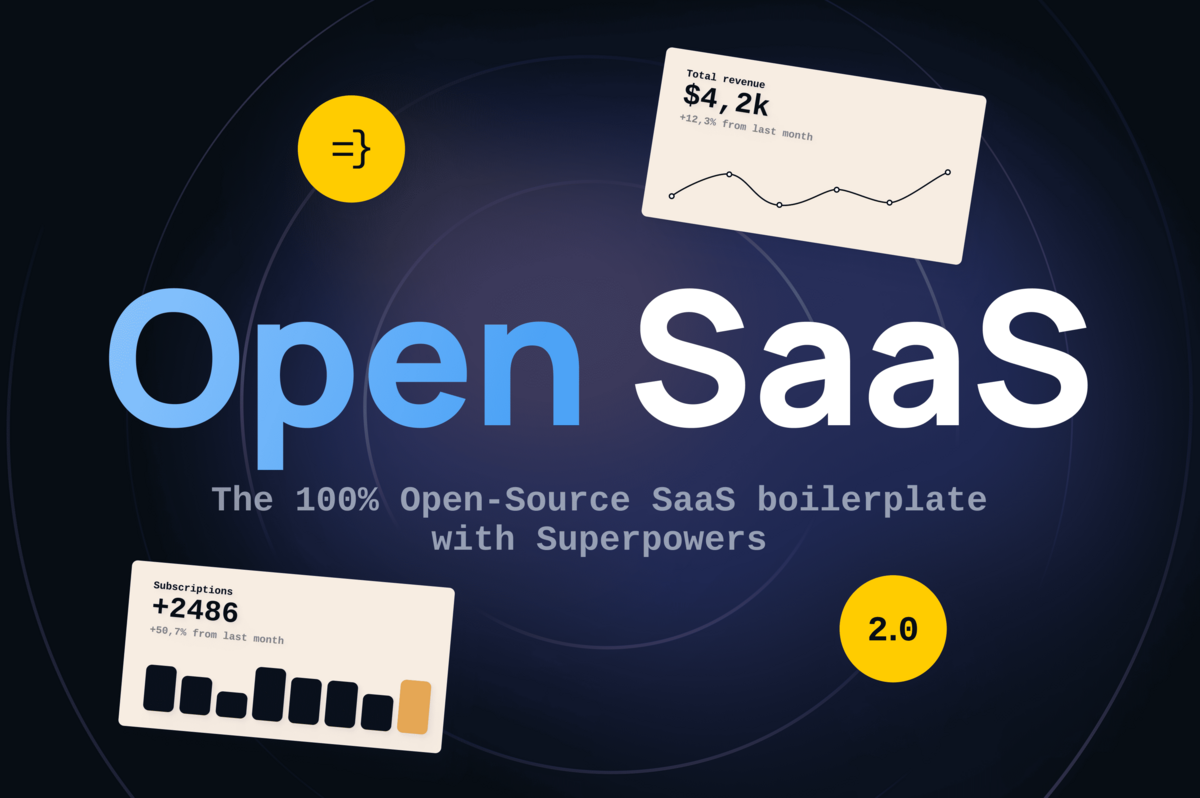 =}
Total revenue
$4,2k
+12,3% from last month
Open SaaS
The 100% Open-Source SaaS boilerplate
with Superpowers
Subscriptions
+2486
+50,7% from last month
2.0